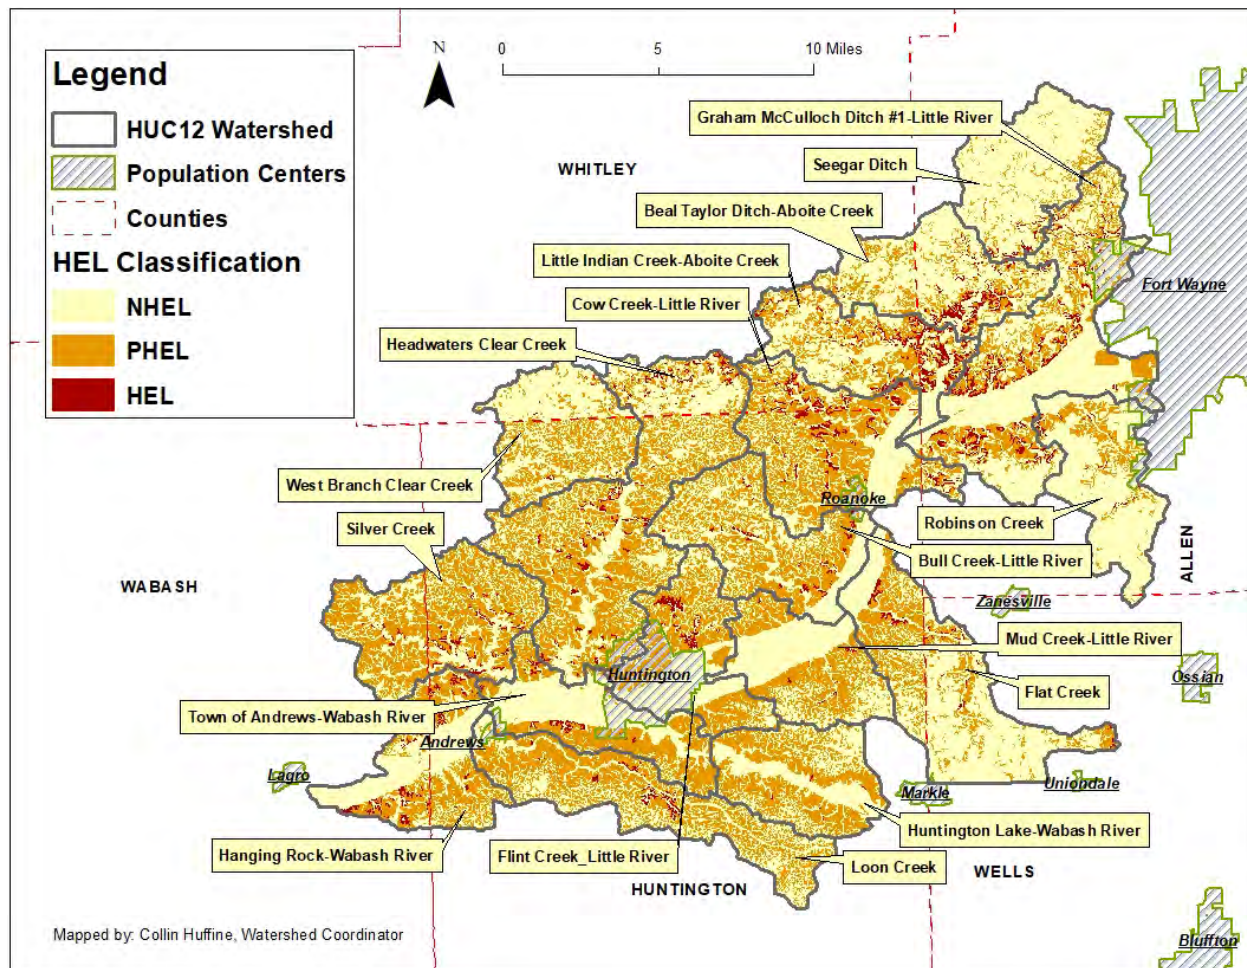 Legend
HUC12 Watershed
Population Centers
Counties
HEL Classification
NHEL
PHEL
HEL
N
0
5
10 Miles
WHITLEY
Graham McCulloch Ditch #1-Little River
Seegar Ditch
Beal Taylor Ditch-Aboite Creek
Little Indian Creek-Aboite Creek
Cow Creek-Little River
Headwaters Clear Creek
Fort Wayne
West Branch Clear Creek
Roanoke
Silver Creek
Robinson Creek
Bull Creek-Little River
ALLEN
WABASH
Zanesville
Mud Creek-Little River
Huntington
Ossian
Flat Creek
Town of Andrews-Wabash River
Andrews
Lagro
Markle
Uniondale
Huntington Lake-Wabash River
Hanging Rock-Wabash River
Flint Creek_Little River
Loon Creek
WELLS
HUNTINGTON
Mapped by: Collin Huffine, Watershed Coordinator
Bluffton